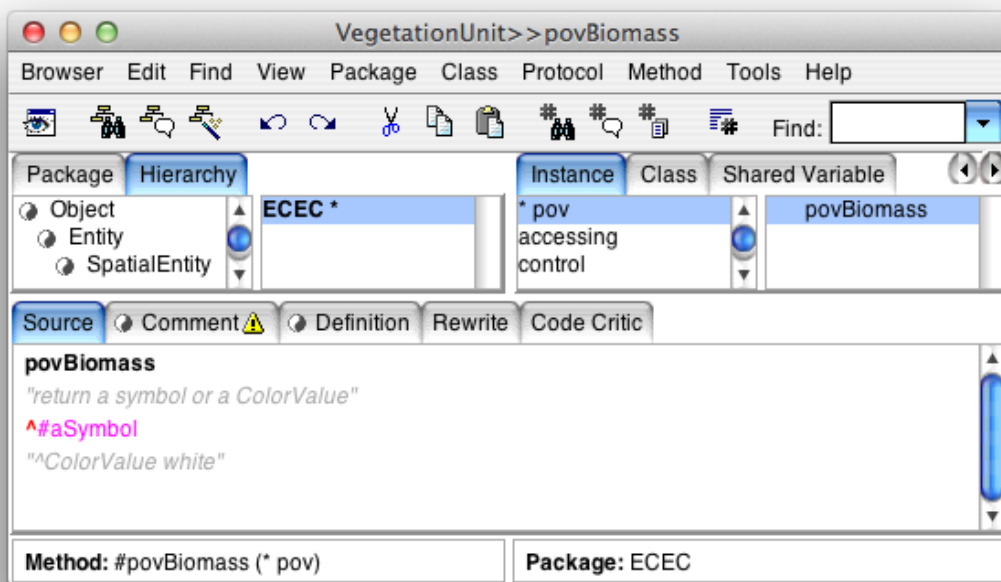 VegetationUnit>>povBiomass
Browser Edit Find View Package Class Protocol Method Tools Help
Find:
Package Hierarchy
Instance Class Shared Variable
Object
Entity
SpatialEntity
ECEC *
* pov
accessing
control
povBiomass
Source Comment Definition Rewrite Code Critic
povBiomass
"return a symbol or a ColorValue"
^#aSymbol
"^ColorValue white"
Method: #povBiomass (* pov)
Package: ECEC